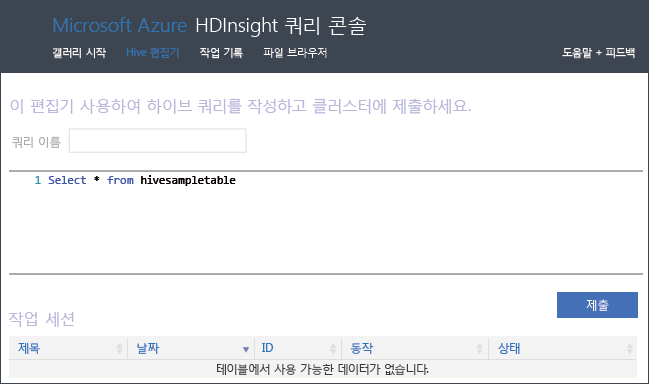 Microsoft Azure HDInsight 쿼리 콘솔
갤러리 시작 Hive 편집기 작업 기록 파일 브라우저 도움말 + 피드백
이 편집기 사용하여 하이브 쿼리를 작성하고 클러스터에 제출하세요.
쿼리 이름
1 Select * from hivesampletable
제출
작업 세션
제목 날짜 ID 동작 상태
테이블에서 사용 가능한 데이터가 없습니다.